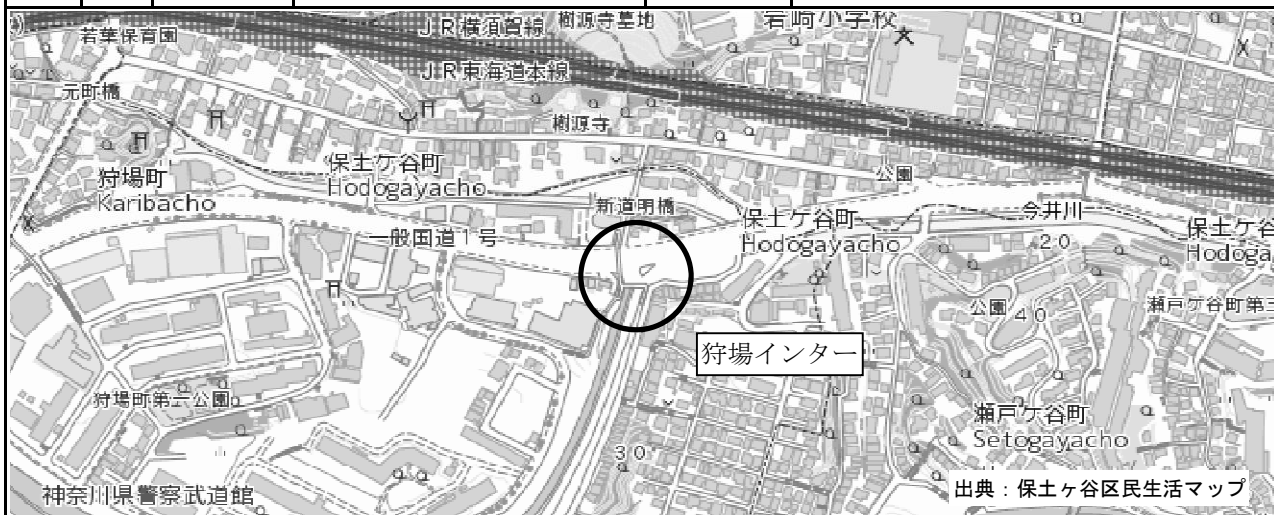 JR横須賀線
樹源寺墓地
岩崎小学校
若葉保育園
JR東海道本線
元町橋
樹源寺
保土ケ谷町
Hodogayacho
公園
狩場町
Karibacho
新道明橋
保土ケ谷町
Hodogayacho
今井川
20
保土ケ谷
Hodoga
一般国道1号
公園
40
瀬戸ケ谷町第三
狩場インター
狩場町第六公園
瀬戸ケ谷町
Setogayacho
30
神奈川県警察武道館
出典：保土ヶ谷区民生活マップ